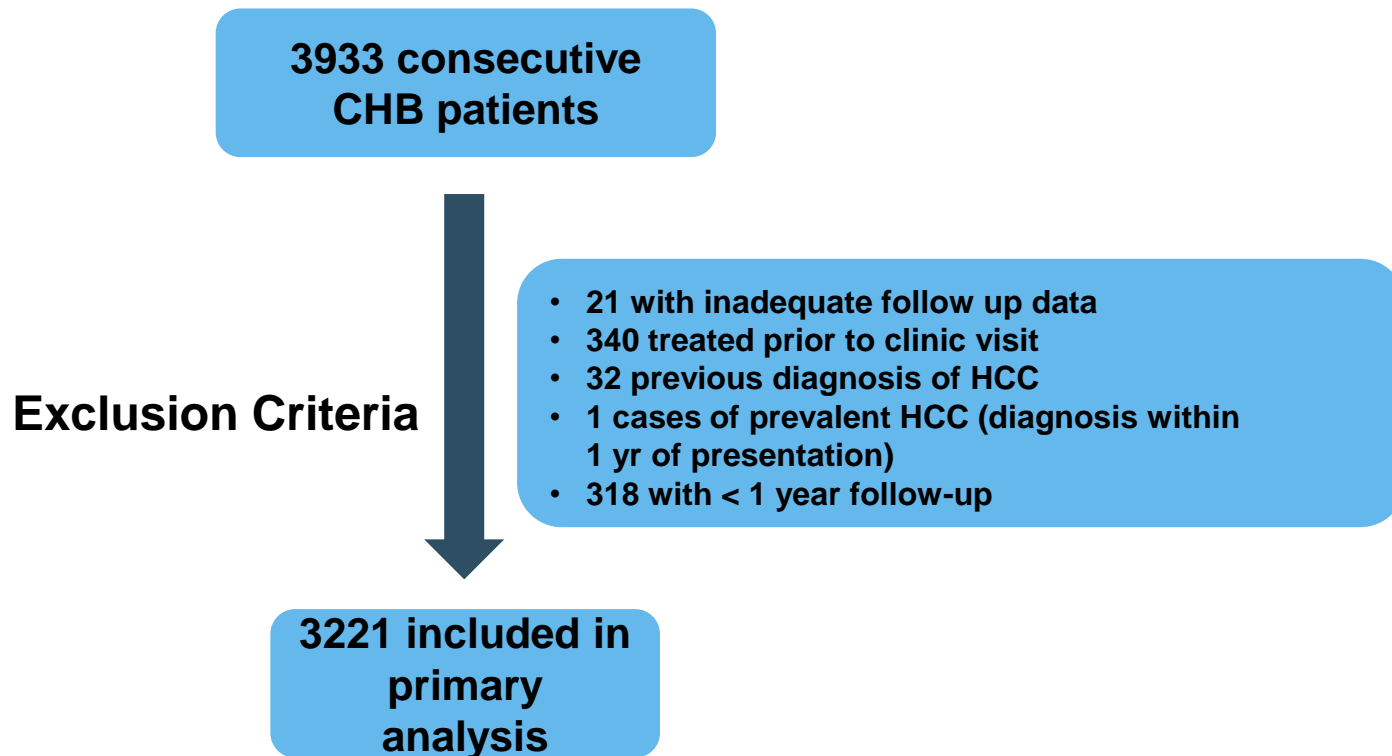 3933 consecutive
CHB patients
• 21 with inadequate follow up data
• 340 treated prior to clinic visit
• 32 previous diagnosis of HCC
• 1 cases of prevalent HCC (diagnosis within
1 yr of presentation)
• 318 with < 1 year follow-up
Exclusion Criteria
3221 included in
primary
analysis